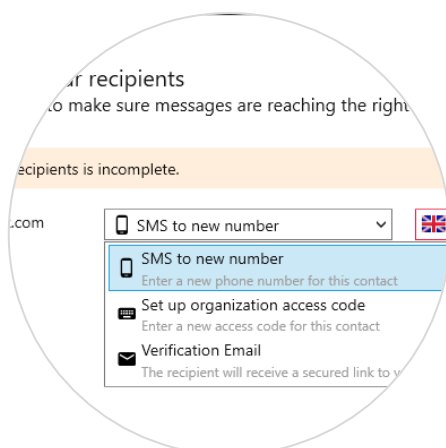 recipients
to make sure messages are reaching the right
recipients is incomplete.
.com
SMS to new number
SMS to new number
Enter a new phone number for this contact
Set up organization access code
Enter a new access code for this contact
Verification Email
The recipient will receive a secured link to